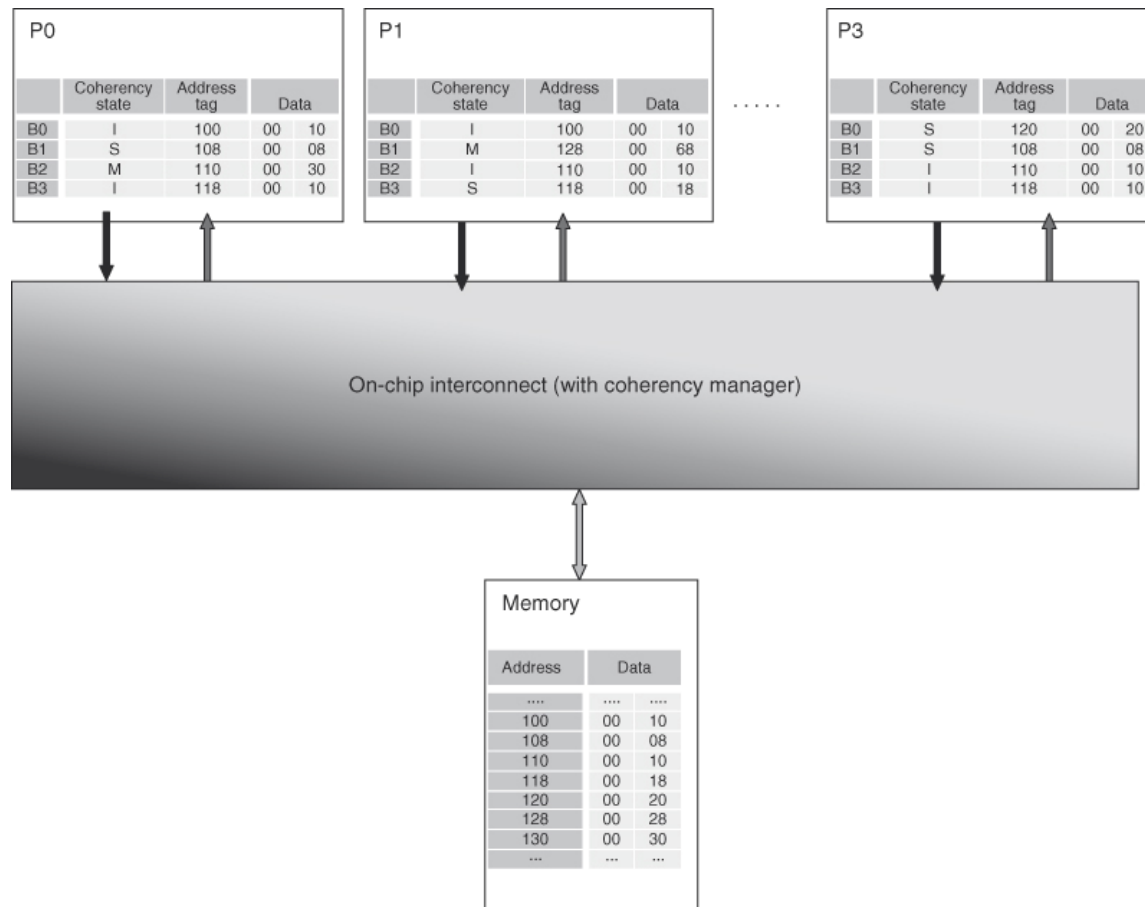 P0
Coherency state Address tag Data
B0 I 100 00 10
B1 S 108 00 08
B2 M 110 00 30
B3 I 118 00 10
P1
Coherency state Address tag Data
B0 I 100 00 10
B1 M 128 00 68
B2 I 110 00 10
B3 S 118 00 18
.....
P3
Coherency state Address tag Data
B0 S 120 00 20
B1 S 108 00 08
B2 I 110 00 10
B3 I 118 00 10
On-chip interconnect (with coherency manager)
Memory
Address Data
.... .... ....
100 00 10
108 00 08
110 00 10
118 00 18
120 00 20
128 00 28
130 00 30
... ... ...